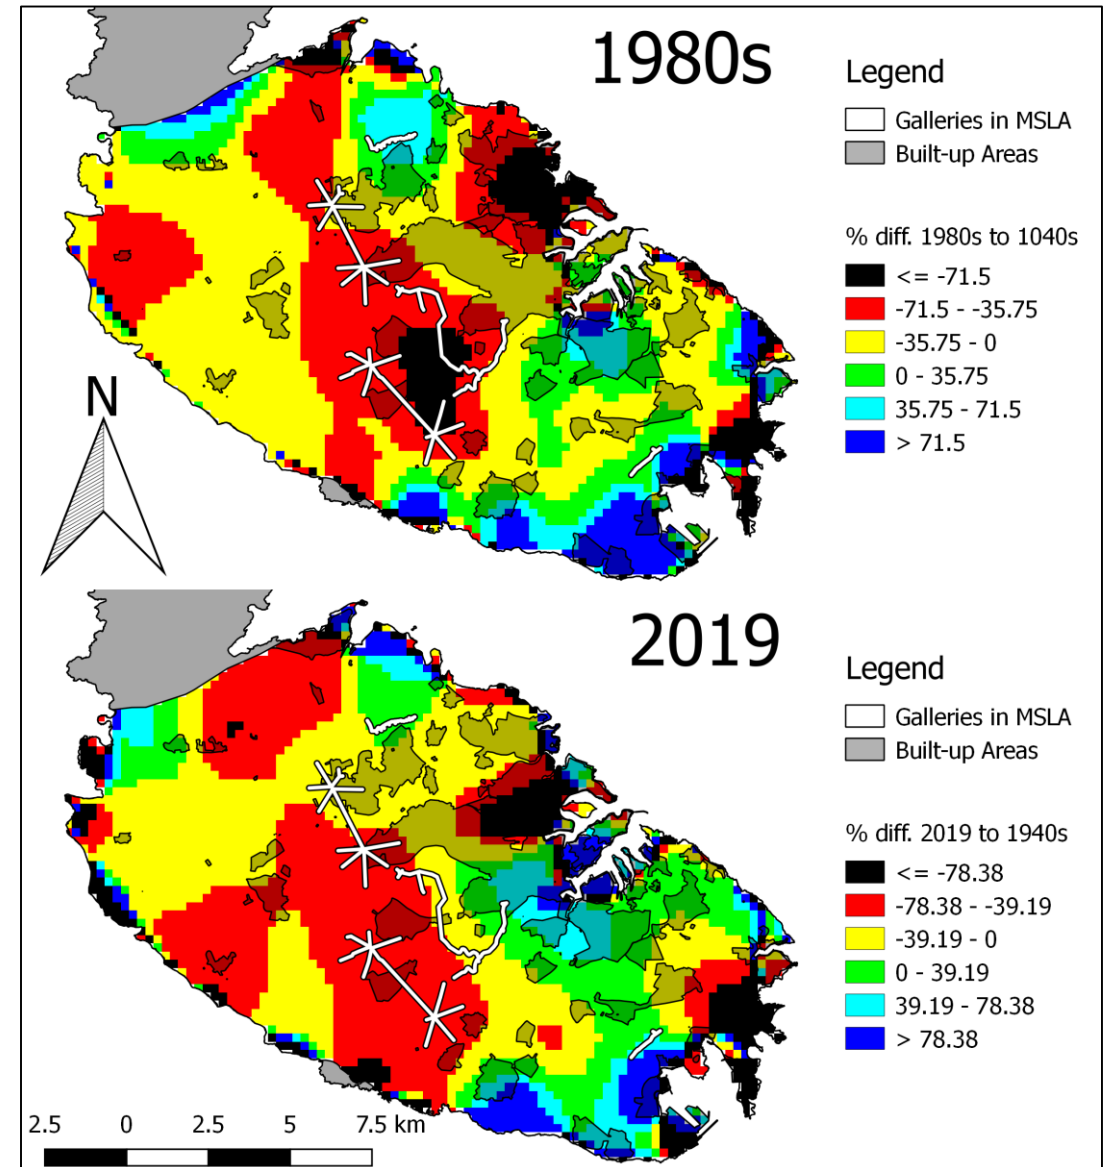 1980s
Legend
Galleries in MSLA
Built-up Areas
% diff. 1980s to 1040s
<= -71.5
-71.5 - -35.75
-35.75 - 0
0 - 35.75
35.75 - 71.5
> 71.5
N
2019
Legend
Galleries in MSLA
Built-up Areas
% diff. 2019 to 1940s
<= -78.38
-78.38 - -39.19
-39.19 - 0
0 - 39.19
39.19 - 78.38
> 78.38
2.5 0 2.5 5 7.5 km